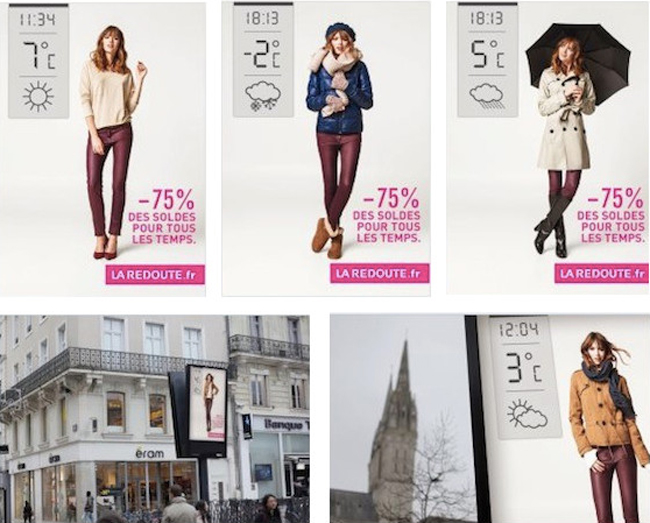 11:34
7°C
-75%
DES SOLDES
POUR TOUS
LES TEMPS.
LA REDOUTE.fr
18:13
-2°C
-75%
DES SOLDES
POUR TOUS
LES TEMPS.
LA REDOUTE.fr
18:13
5°C
-75%
DES SOLDES
POUR TOUS
LES TEMPS.
LA REDOUTE.fr
éram
Banque
12:04
3°C